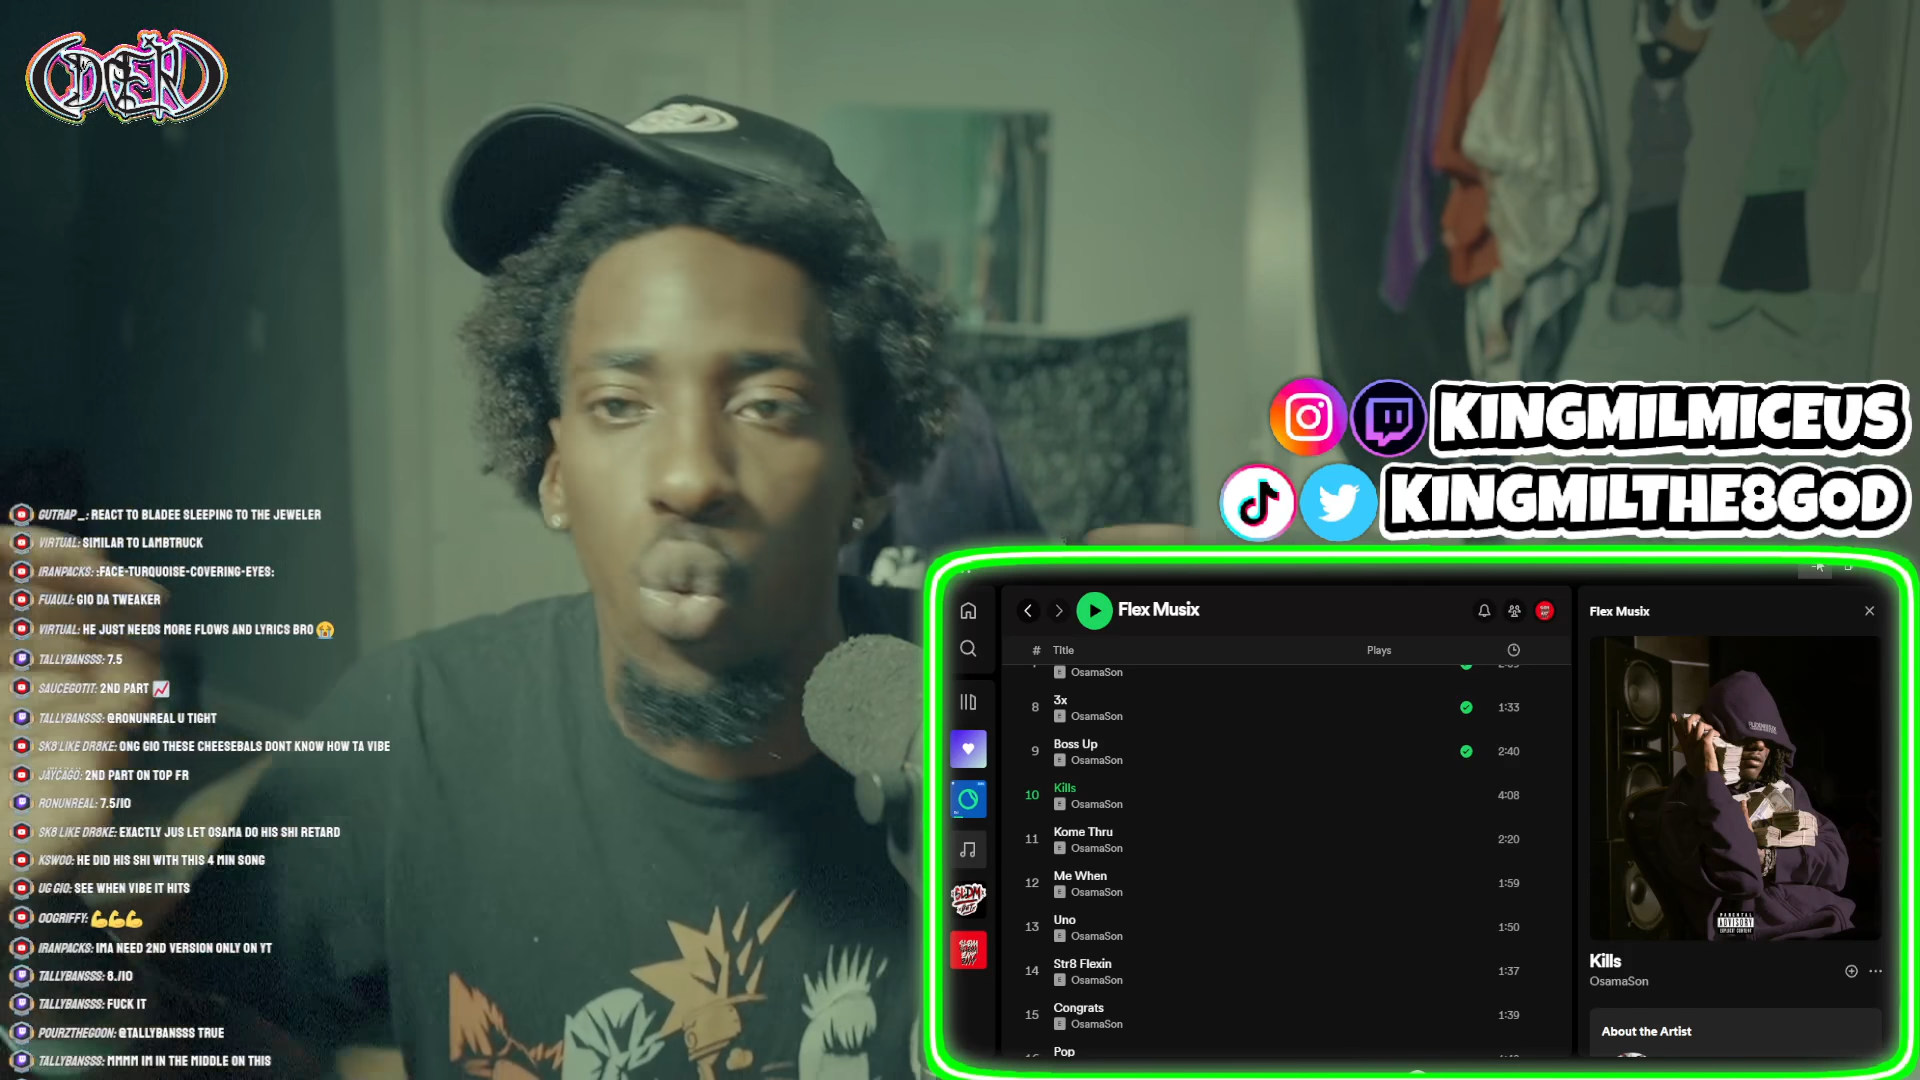 DCER
KINGMILMICEUS
KINGMILTHE8GOD
GUTRAP_: REACT TO BLADEE SLEEPING TO THE JEWELER
VIRTUAL: SIMILAR TO LAMBTRUCK
IRANPACKS: :FACE-TURQUOISE-COVERING-EYES:
FUAULI: GIO DA TWEAKER
VIRTUAL: HE JUST NEEDS MORE FLOWS AND LYRICS BRO 😭
TALLYBANSSS: 7.5
SAUCEGOTIT: 2ND PART 📈
TALLYBANSSS: @RONUNREAL U TIGHT
SK8 LIKE DR8KE: ONG GIO THESE CHEESEBALS DONT KNOW HOW TA VIBE
JAYCAGO: 2ND PART ON TOP FR
RONUNREAL: 7.5/10
SK8 LIKE DR8KE: EXACTLY JUS LET OSAMA DO HIS SHI RETARD
KSWOO: HE DID HIS SHI WITH THIS 4 MIN SONG
UG GIO: SEE WHEN VIBE IT HITS
OOGRIFFY: 💪💪💪
IRANPACKS: IMA NEED 2ND VERSION ONLY ON YT
TALLYBANSSS: 8./10
TALLYBANSSS: FUCK IT
POURZTHEGOON: @TALLYBANSSS TRUE
TALLYBANSSS: MMMM IM IN THE MIDDLE ON THIS
Flex Musix
# Title Plays
E OsamaSon
8 3x 1:33
E OsamaSon
9 Boss Up 2:40
E OsamaSon
10 Kills 4:08
E OsamaSon
11 Kome Thru 2:20
E OsamaSon
12 Me When 1:59
E OsamaSon
13 Uno 1:50
E OsamaSon
14 Str8 Flexin 1:37
E OsamaSon
15 Congrats 1:39
E OsamaSon
Pop
Flex Musix
PARENTAL
ADVISORY
EXPLICIT CONTENT
Kills
OsamaSon
About the Artist